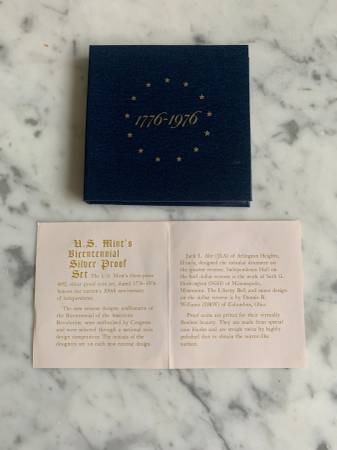 1776-1976
U.S. Mint's
Bicentennial
Silver Proof
Set The U.S. Mint's three-piece
40% silver proof coin set, dated 1776-1976,
honors our nation's 200th anniversary
of independence.
The new reverse designs emblematic of
the Bicentennial of the American
Revolution were authorized by Congress
and were selected through a national coin
design competition. The initials of the
designers are on each new reverse design.
Jack L. Ahr (JLA) of Arlington Heights,
Illinois, designed the colonial drummer on
the quarter reverse. Independence Hall on
the half dollar reverse is the work of Seth G.
Huntington (SGH) of Minneapolis,
Minnesota. The Liberty Bell and moon design
on the dollar reverse is by Dennis R.
Williams (DRW) of Columbus, Ohio.
Proof coins are prized for their virtually
flawless beauty. They are made from special
coin blanks and are struck twice by highly
polished dies to obtain the mirror-like
surface.